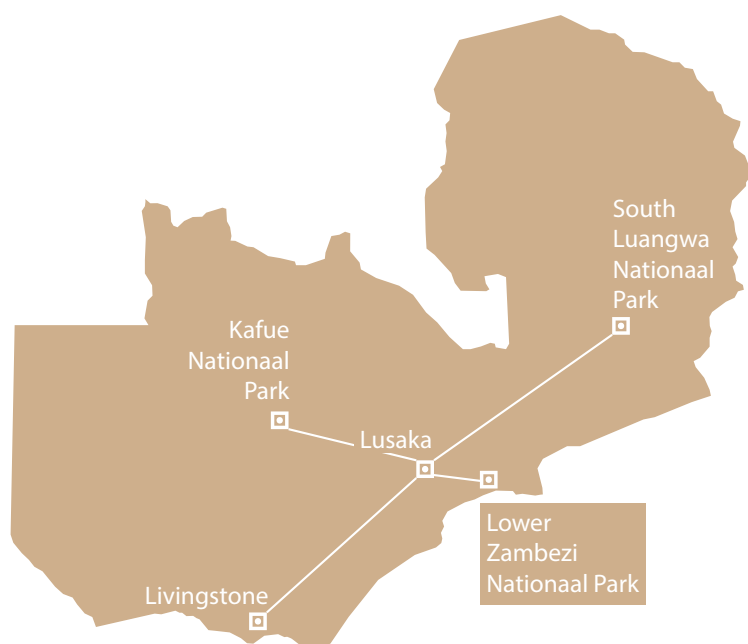 South
Luangwa
Nationaal
Park
Kafue
Nationaal
Park
Lusaka
Lower
Zambezi
Nationaal Park
Livingstone